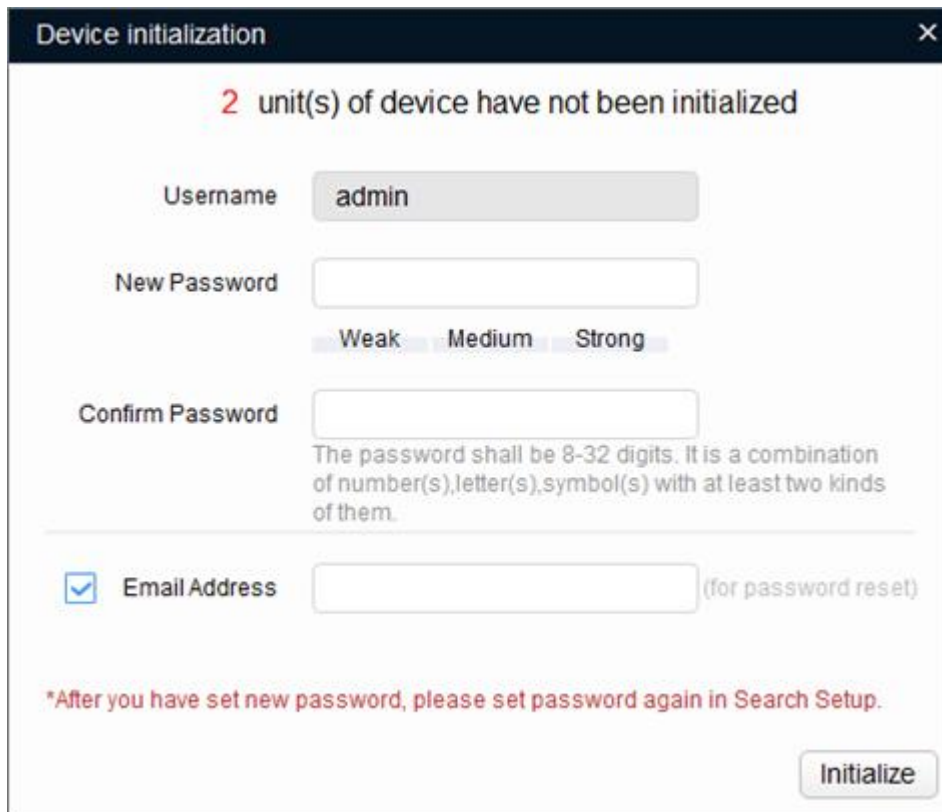 Device initialization
2 unit(s) of device have not been initialized
Username admin
New Password
Weak Medium Strong
Confirm Password
The password shall be 8-32 digits. It is a combination
of number(s),letter(s),symbol(s) with at least two kinds
of them.
Email Address (for password reset)
*After you have set new password, please set password again in Search Setup.
Initialize